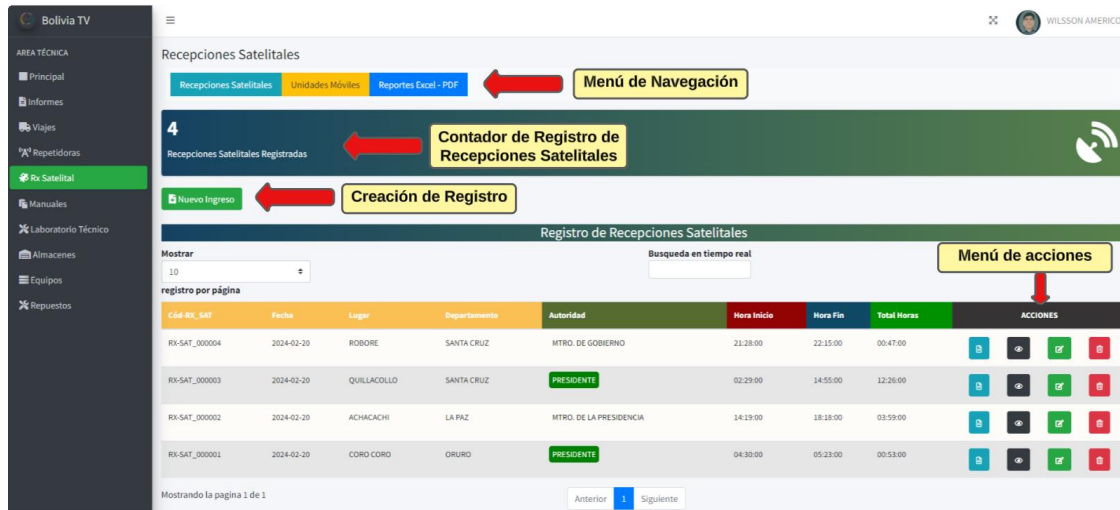 Bolivia TV
WILSSON AMERICO
AREA TÉCNICA
Principal
Informes
Viajes
Repetidoras
Rx Satelital
Manuales
Laboratorio Técnico
Almacenes
Equipos
Repuestos
Recepciones Satelitales
Recepciones Satelitales Unidades Móviles Reportes Excel - PDF
Menú de Navegación
4
Recepciones Satelitales Registradas
Contador de Registro de
Recepciones Satelitales
Nuevo Ingreso
Creación de Registro
Registro de Recepciones Satelitales
Mostrar
10
registro por página
Busqueda en tiempo real
Menú de acciones
Cód-RX_SAT Fecha Lugar Departamento Autoridad Hora Inicio Hora Fin Total Horas ACCIONES
RX-SAT_000004 2024-02-20 ROBORE SANTA CRUZ MTRO. DE GOBIERNO 21:28:00 22:15:00 00:47:00
RX-SAT_000003 2024-02-20 QUILLACOLLO SANTA CRUZ PRESIDENTE 02:29:00 14:55:00 12:26:00
RX-SAT_000002 2024-02-20 ACHACACHI LA PAZ MTRO. DE LA PRESIDENCIA 14:19:00 18:18:00 03:59:00
RX-SAT_000001 2024-02-20 CORO CORO ORURO PRESIDENTE 04:30:00 05:23:00 00:53:00
Mostrando la pagina 1 de 1
Anterior 1 Siguiente